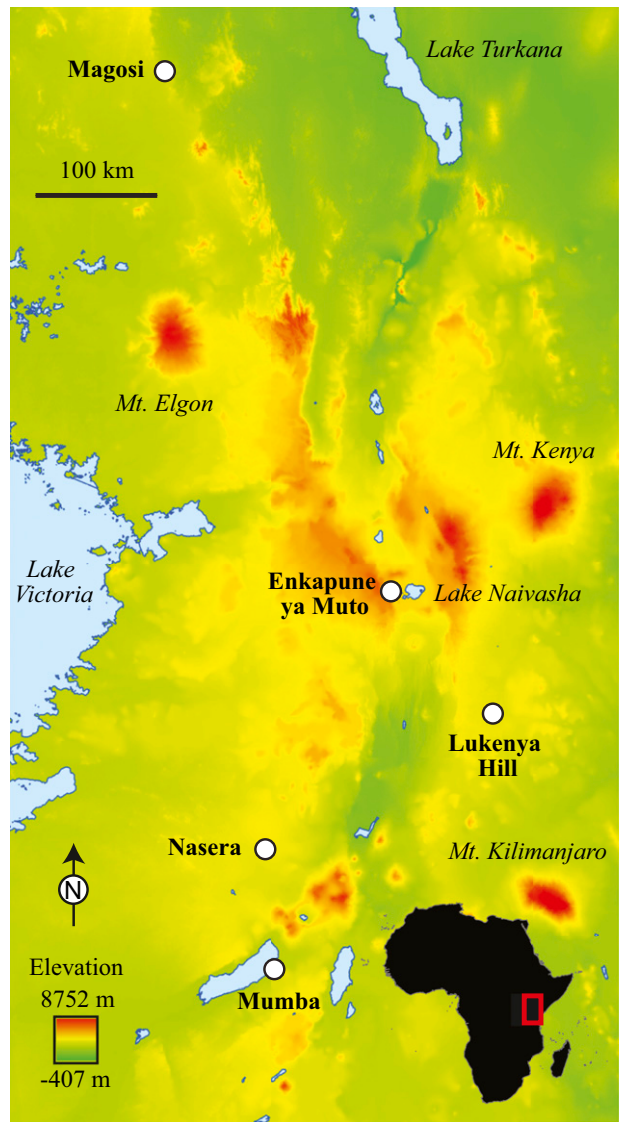 Lake Turkana
Magosi
100 km
Mt. Elgon
Mt. Kenya
Lake
Victoria
Enkapune
ya Muto
Lake Naivasha
Lukenya
Hill
Nasera
Mt. Kilimanjaro
N
Elevation
8752 m
-407 m
Mumba